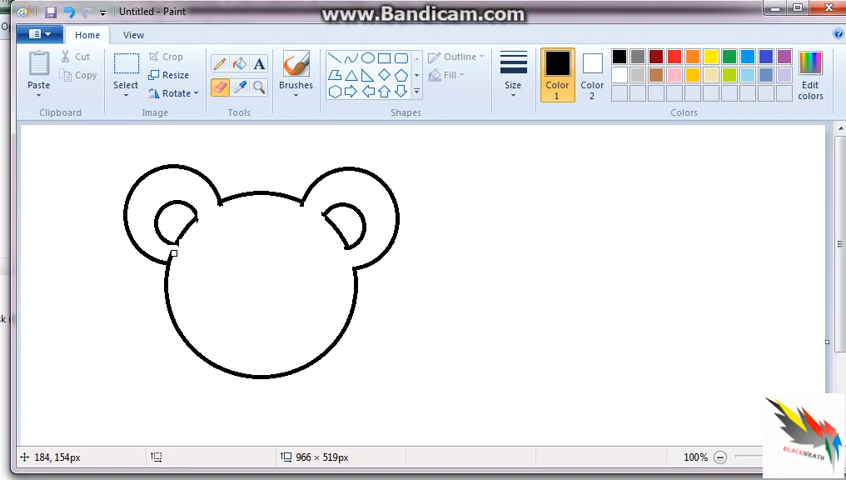 www.Bandicam.com
Untitled - Paint
Home View
Paste
Clipboard
Cut
Copy
Select
Crop
Resize
Rotate
Image
Tools
Brushes
Outline
Fill
Shapes
Size
Color 1
Color 2
Edit colors
Colors
184, 154px
966 × 519px
100%
BLACKWRATH